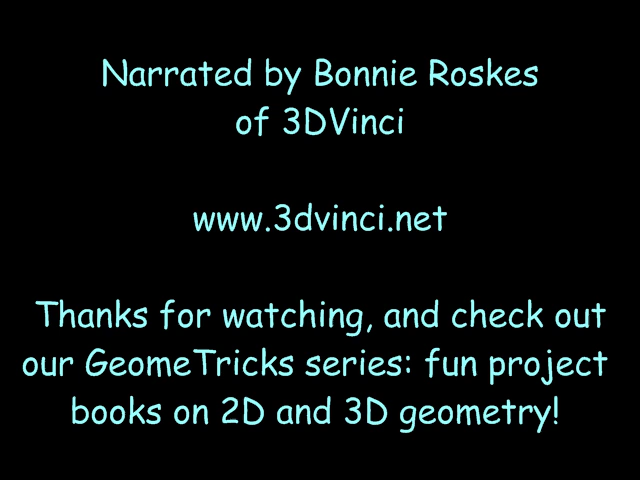 Narrated by Bonnie Roskes
of 3DVinci
www.3dvinci.net
Thanks for watching, and check out
our GeomeTricks series: fun project
books on 2D and 3D geometry!